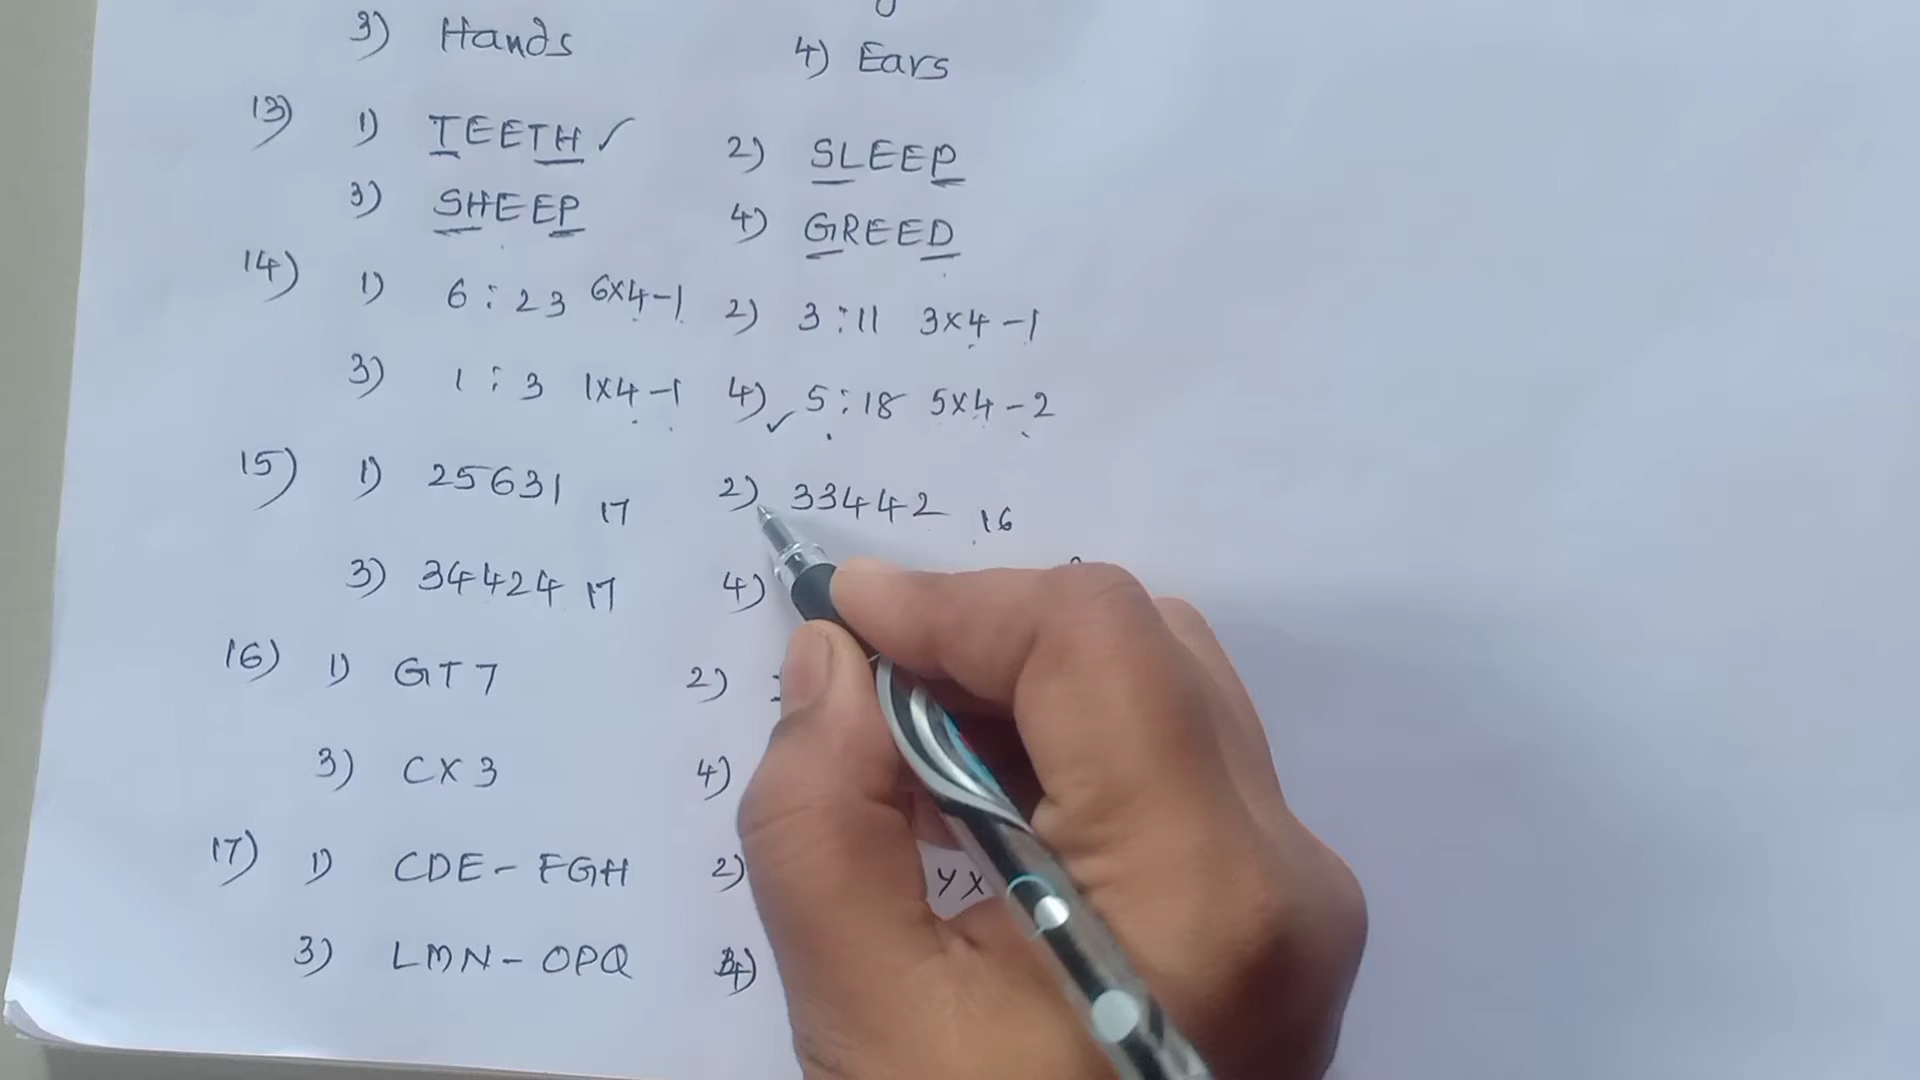 3) Hands 4) Ears
13) 1) TEETH ✓ 2) SLEEP
3) SHEEP 4) GREED
14) 1) 6 : 23 6x4-1 2) 3 : 11 3x4-1
3) 1 : 3 1x4-1 4) ✓ 5 : 18 5x4-2
15) 1) 25631 17 2) 33442 16
3) 34424 17 4)
16) 1) GT7 2)
3) CX3 4)
17) 1) CDE-FGH 2) YX
3) LMN-OPQ 4)